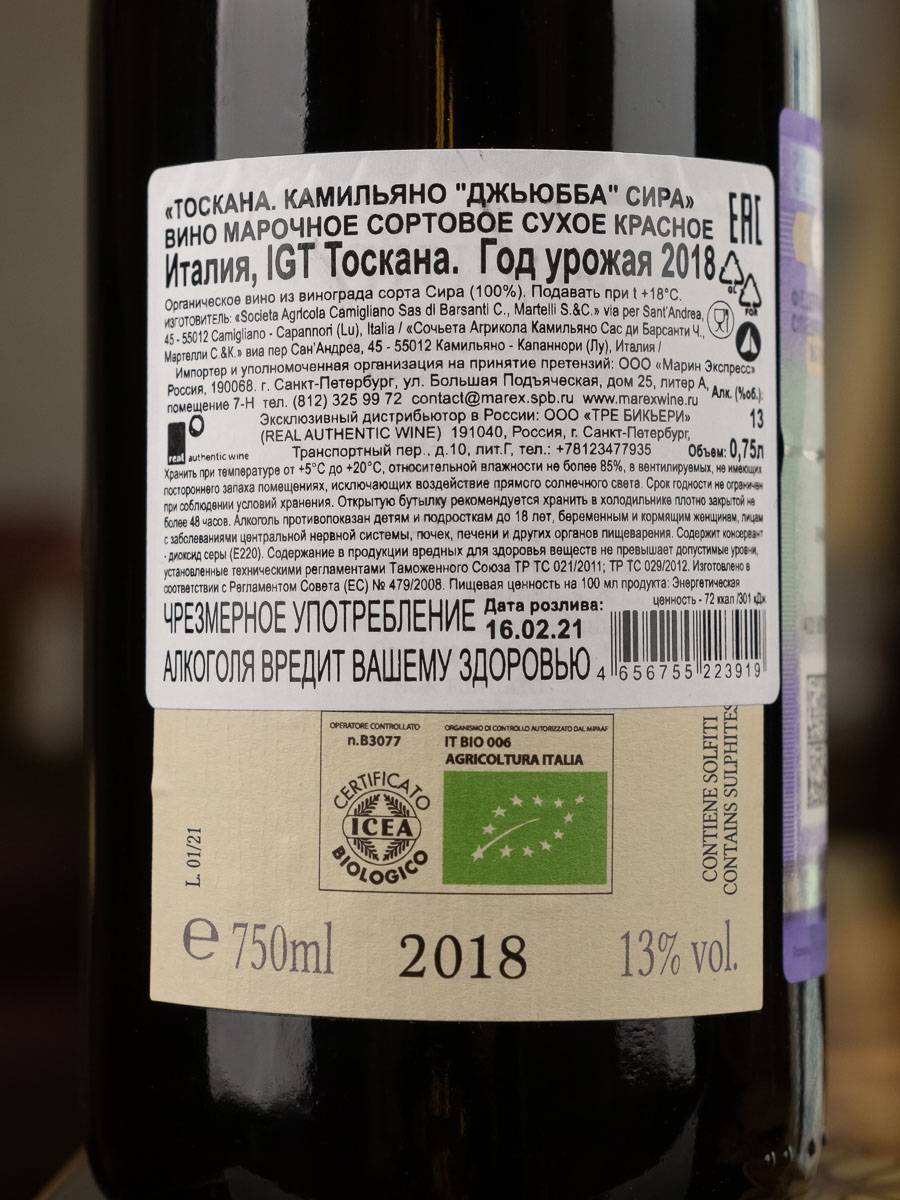 «ТОСКАНА. КАМИЛЬЯНО "ДЖЬЮББА" СИРА»
ВИНО МАРОЧНОЕ СОРТОВОЕ СУХОЕ КРАСНОЕ
EAC
Италия, IGT Тоскана. Год урожая 2018
GL
FOR
Органическое вино из винограда сорта Сира (100%). Подавать при t +18°C.
ИЗГОТОВИТЕЛЬ: «Societa Agricola Camigliano Sas di Barsanti C., Martelli S.&C.» via per Sant'Andrea,
45 - 55012 Camigliano - Capannori (Lu), Italia / «Сочьета Агрикола Камильяно Сас ди Барсанти Ч.,
Мартелли С.&К.» виа пер Сан'Андреа, 45 - 55012 Камильяно - Капаннори (Лу), Италия /
Импортер и уполномоченная организация на принятие претензий: ООО «Марин Экспресс»
Россия, 190068. г. Санкт-Петербург, ул. Большая Подъяческая, дом 25, литер А,
помещение 7-Н тел. (812) 325 99 72 contact@marex.spb.ru www.marexwine.ru
Алк. (%об.):
13
Эксклюзивный дистрибьютор в России: ООО «ТРЕ БИКЬЕРИ»
(REAL AUTHENTIC WINE) 191040, Россия, г. Санкт-Петербург,
Транспортный пер., д.10, лит.Г, тел.: +78123477935
real authentic wine
Объем: 0,75л
Хранить при температуре от +5°C до +20°C, относительной влажности не более 85%, в вентилируемых, не имеющих
постороннего запаха помещениях, исключающих воздействие прямого солнечного света. Срок годности не ограничен
при соблюдении условий хранения. Открытую бутылку рекомендуется хранить в холодильнике плотно закрытой не
более 48 часов. Алкоголь противопоказан детям и подросткам до 18 лет, беременным и кормящим женщинам, лицам
с заболеваниями центральной нервной системы, почек, печени и других органов пищеварения. Содержит консервант
- диоксид серы (Е220). Содержание в продукции вредных для здоровья веществ не превышает допустимые уровни,
установленные техническими регламентами Таможенного Союза ТР ТС 021/2011; ТР ТС 029/2012. Изготовлено в
соответствии с Регламентом Совета (ЕС) № 479/2008. Пищевая ценность на 100 мл продукта: Энергетическая
ценность - 72 ккал /301 кДж
ЧРЕЗМЕРНОЕ УПОТРЕБЛЕНИЕ
АЛКОГОЛЯ ВРЕДИТ ВАШЕМУ ЗДОРОВЬЮ
Дата розлива:
16.02.21
4 656755 223919
OPERATORE CONTROLLATO
n.B3077
ORGANISMO DI CONTROLLO AUTORIZZATO DAL MIPAAF
IT BIO 006
AGRICOLTURA ITALIA
CERTIFICATO
ICEA
BIOLOGICO
L. 01/21
CONTIENE SOLFITI
CONTAINS SULPHITES
e 750ml
2018
13% vol.